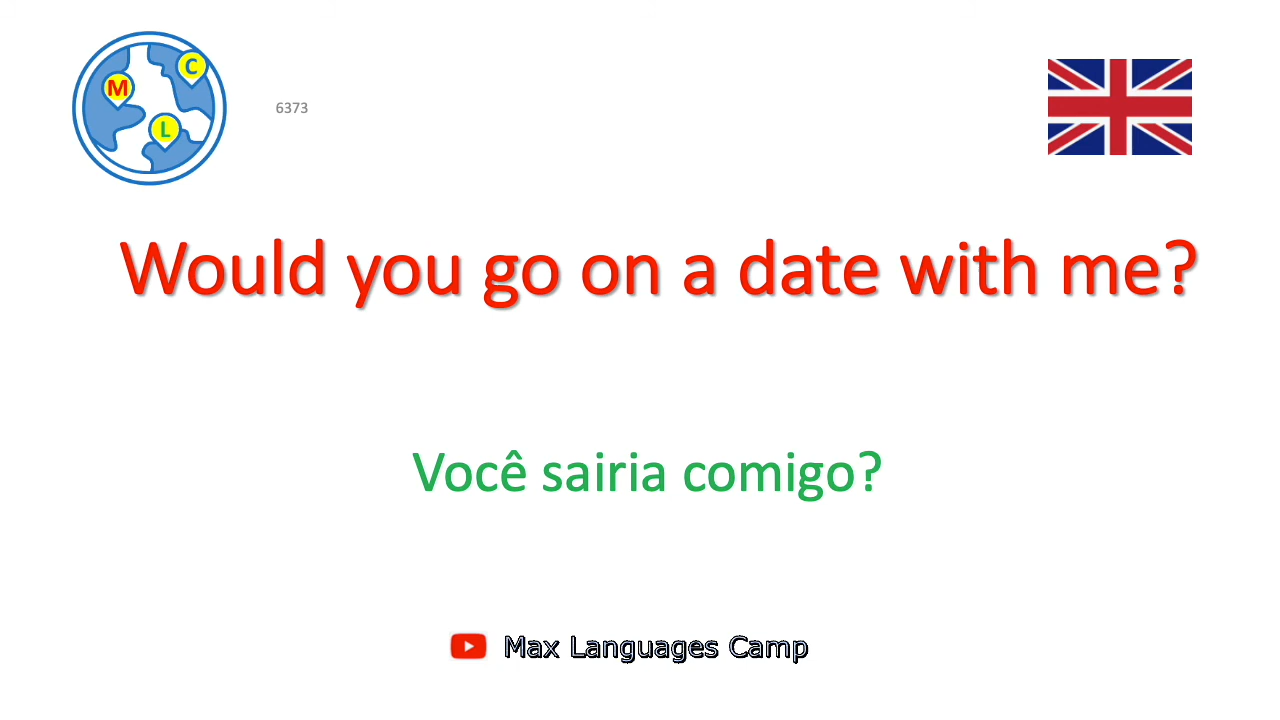 M
C
L
6373
Would you go on a date with me?
Você sairia comigo?
Max Languages Camp